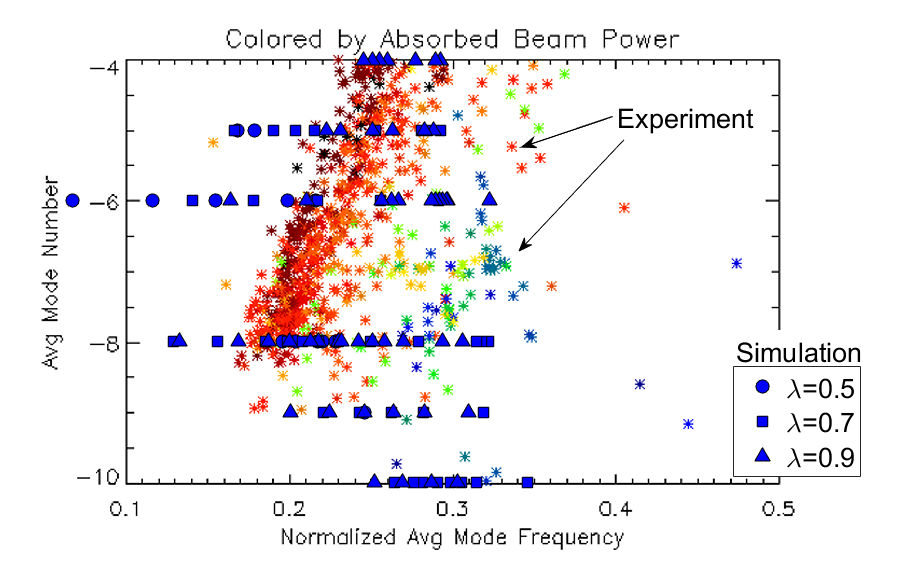 Colored by Absorbed Beam Power
Experiment
Avg Mode Number
−4
−6
−8
−10
0.1 0.2 0.3 0.4 0.5
Normalized Avg Mode Frequency
Simulation
λ=0.5
λ=0.7
λ=0.9